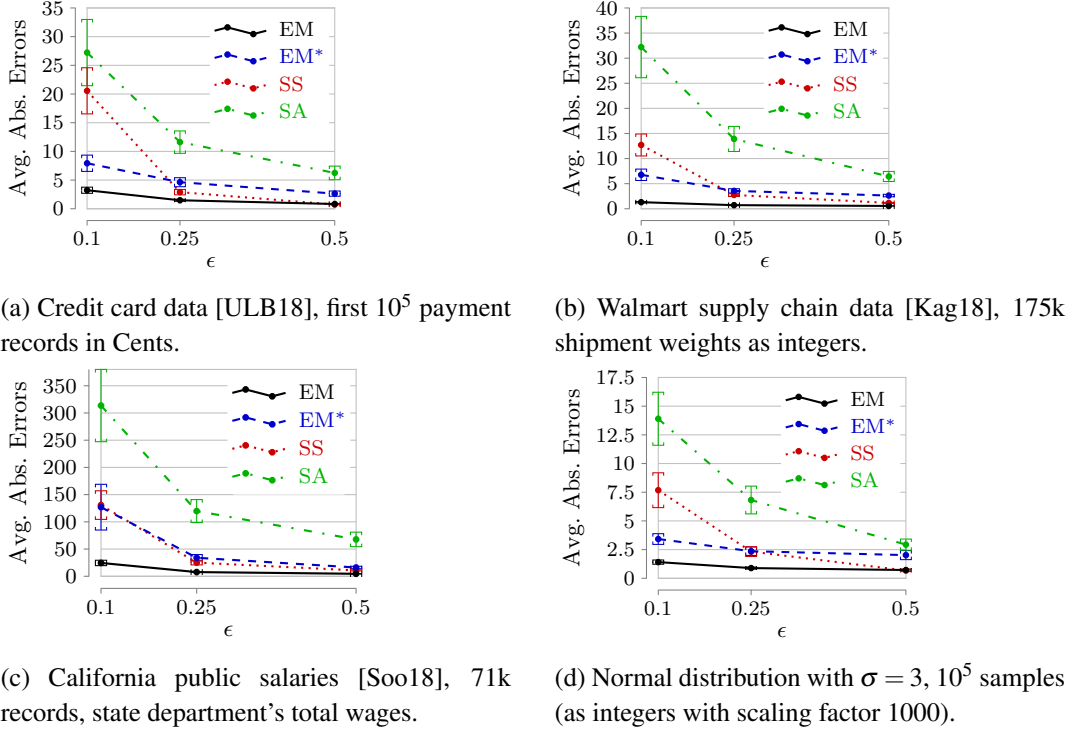 Avg. Abs. Errors
35
30
25
20
15
10
5
0
0.1
0.25
0.5
ϵ
EM
EM*
SS
SA
(a) Credit card data [ULB18], first 10⁵ payment
records in Cents.
Avg. Abs. Errors
40
35
30
25
20
15
10
5
0
0.1
0.25
0.5
ϵ
EM
EM*
SS
SA
(b) Walmart supply chain data [Kag18], 175k
shipment weights as integers.
Avg. Abs. Errors
350
300
250
200
150
100
50
0
0.1
0.25
0.5
ϵ
EM
EM*
SS
SA
(c) California public salaries [Soo18], 71k
records, state department's total wages.
Avg. Abs. Errors
17.5
15
12.5
10
7.5
5
2.5
0
0.1
0.25
0.5
ϵ
EM
EM*
SS
SA
(d) Normal distribution with σ = 3, 10⁵ samples
(as integers with scaling factor 1000).